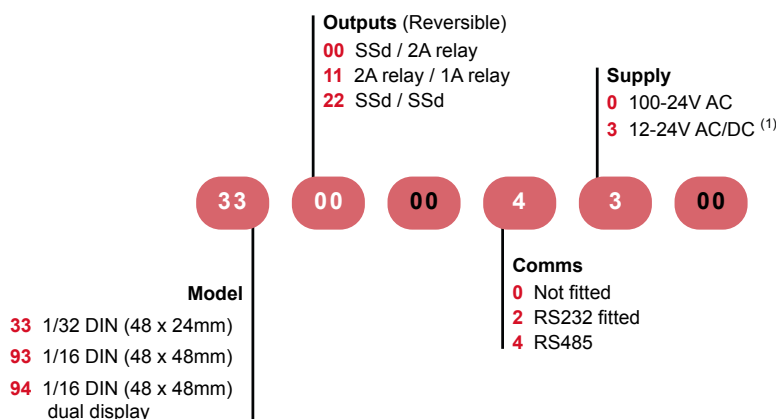 Outputs (Reversible)
00 SSd / 2A relay
11 2A relay / 1A relay
22 SSd / SSd
Supply
0 100-24V AC
3 12-24V AC/DC (1)
33 00 00 4 3 00
Model
33 1/32 DIN (48 x 24mm)
93 1/16 DIN (48 x 48mm)
94 1/16 DIN (48 x 48mm)
dual display
Comms
0 Not fitted
2 RS232 fitted
4 RS485